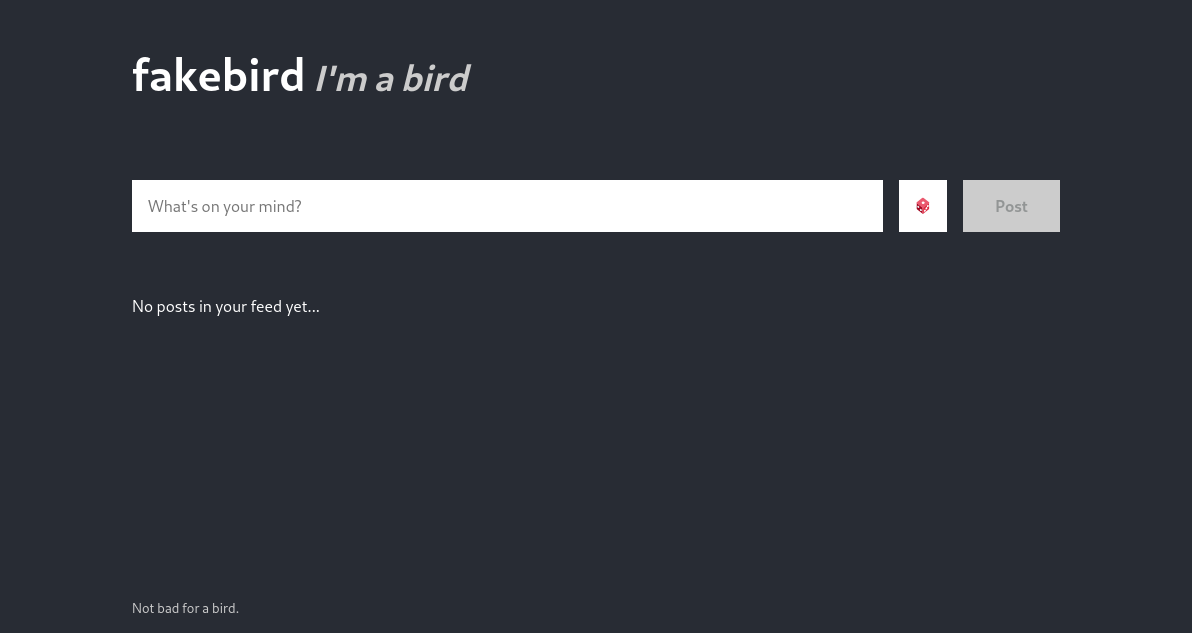 fakebird I'm a bird
What's on your mind?
Post
No posts in your feed yet...
Not bad for a bird.